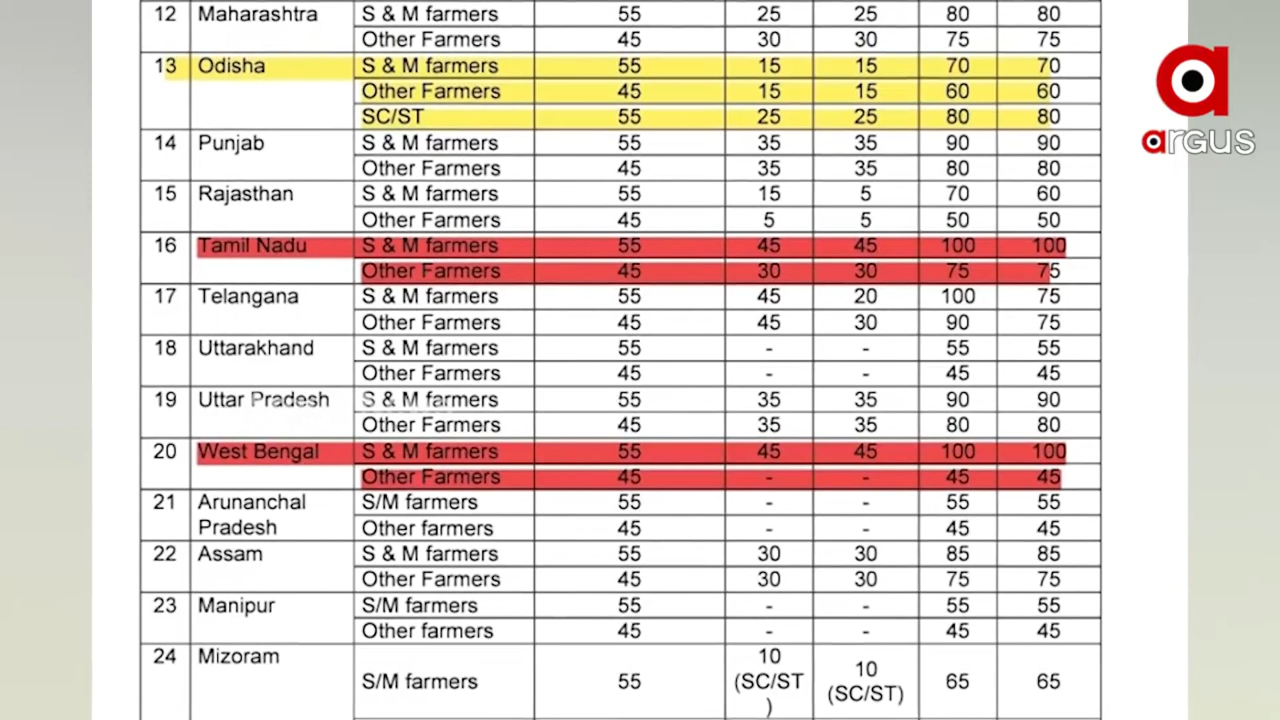 12 Maharashtra S & M farmers 55 25 25 80 80
Other Farmers 45 30 30 75 75
13 Odisha S & M farmers 55 15 15 70 70
Other Farmers 45 15 15 60 60
SC/ST 55 25 25 80 80
14 Punjab S & M farmers 55 35 35 90 90
Other Farmers 45 35 35 80 80
15 Rajasthan S & M farmers 55 15 5 70 60
Other Farmers 45 5 5 50 50
16 Tamil Nadu S & M farmers 55 45 45 100 100
Other Farmers 45 30 30 75 75
17 Telangana S & M farmers 55 45 20 100 75
Other Farmers 45 45 30 90 75
18 Uttarakhand S & M farmers 55 - - 55 55
Other Farmers 45 - - 45 45
19 Uttar Pradesh S & M farmers 55 35 35 90 90
Other Farmers 45 35 35 80 80
20 West Bengal S & M farmers 55 45 45 100 100
Other Farmers 45 - - 45 45
21 Arunanchal S/M farmers 55 - - 55 55
Pradesh Other farmers 45 - - 45 45
22 Assam S & M farmers 55 30 30 85 85
Other Farmers 45 30 30 75 75
23 Manipur S/M farmers 55 - - 55 55
Other farmers 45 - - 45 45
24 Mizoram S/M farmers 55 10 (SC/ST ) 10 (SC/ST) 65 65
argus